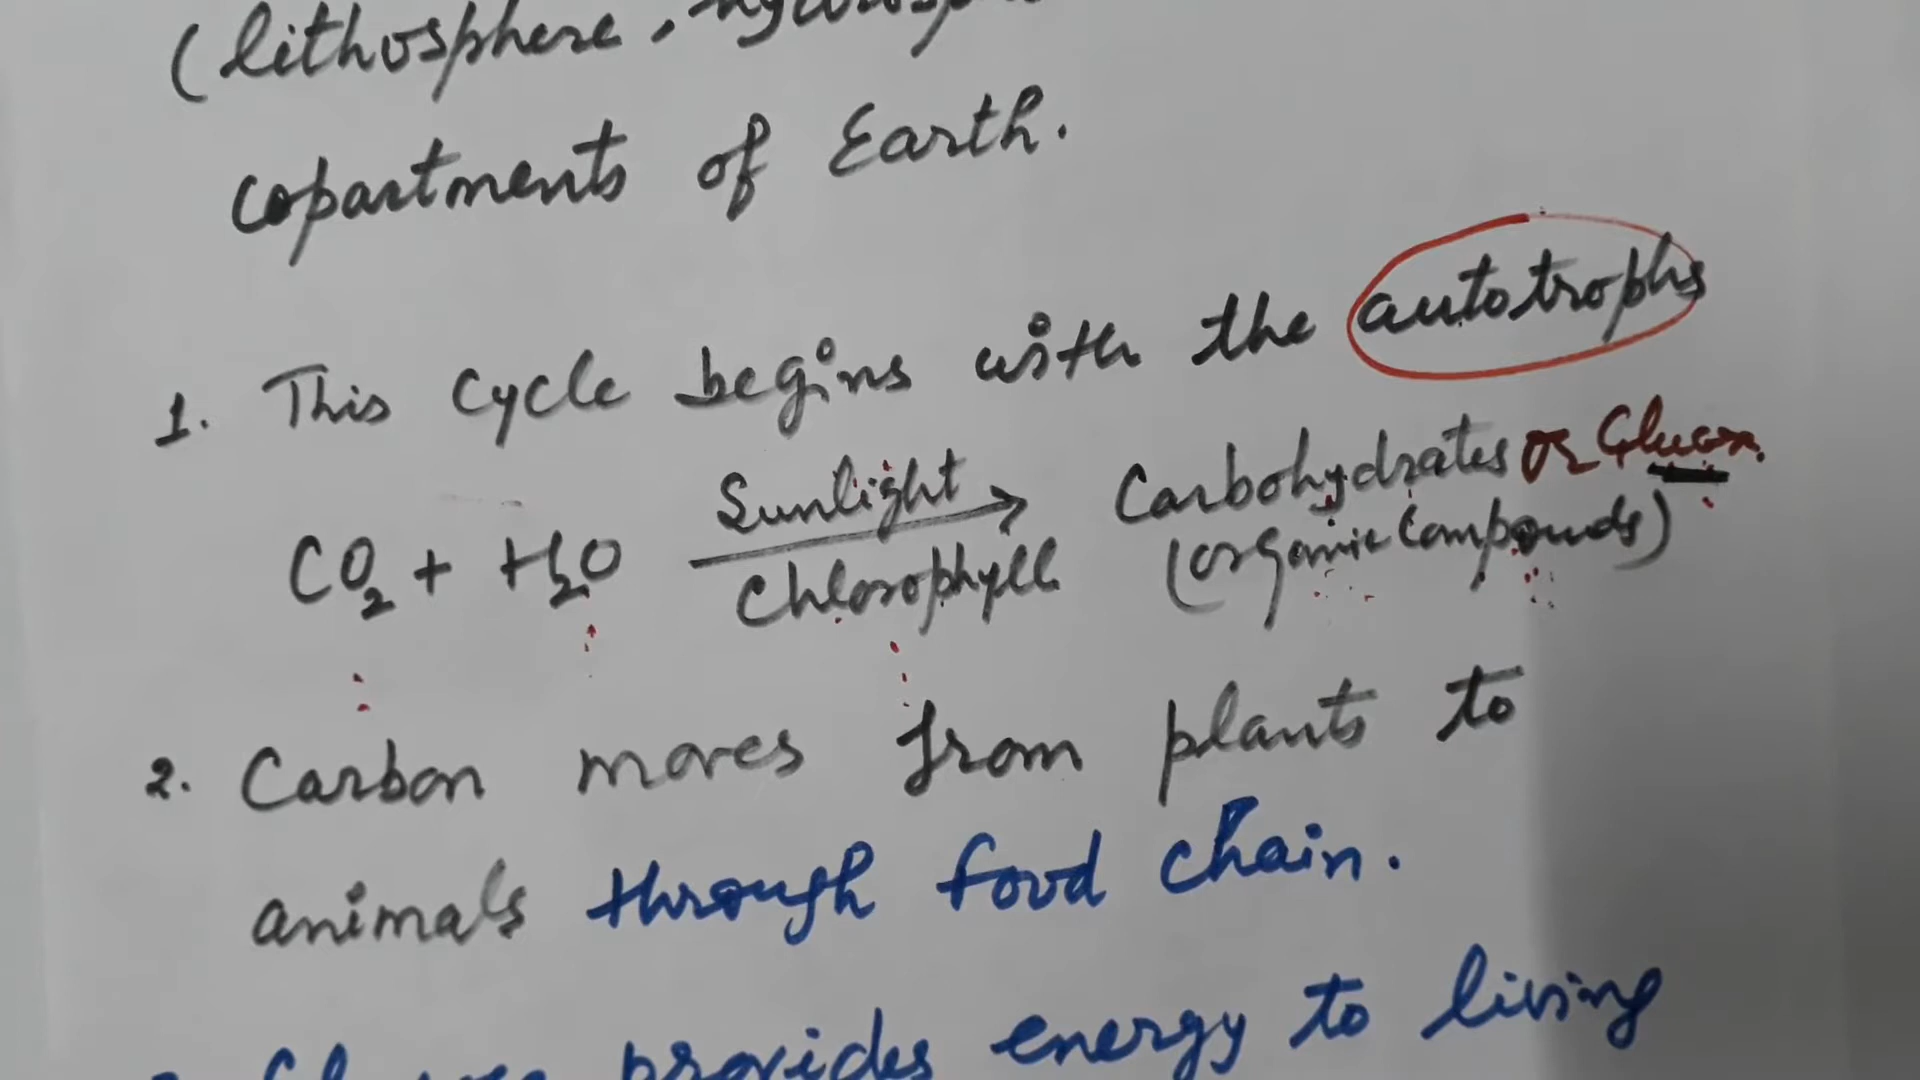 (lithosphere,
copartments of Earth.
1. This Cycle begins with the autotrophs
CO₂ + H₂O Sunlight Chlorophyll → Carbohydrates or
(organic Compounds)
2. Carbon moves from plants to
animals through food chain.
provides energy to living